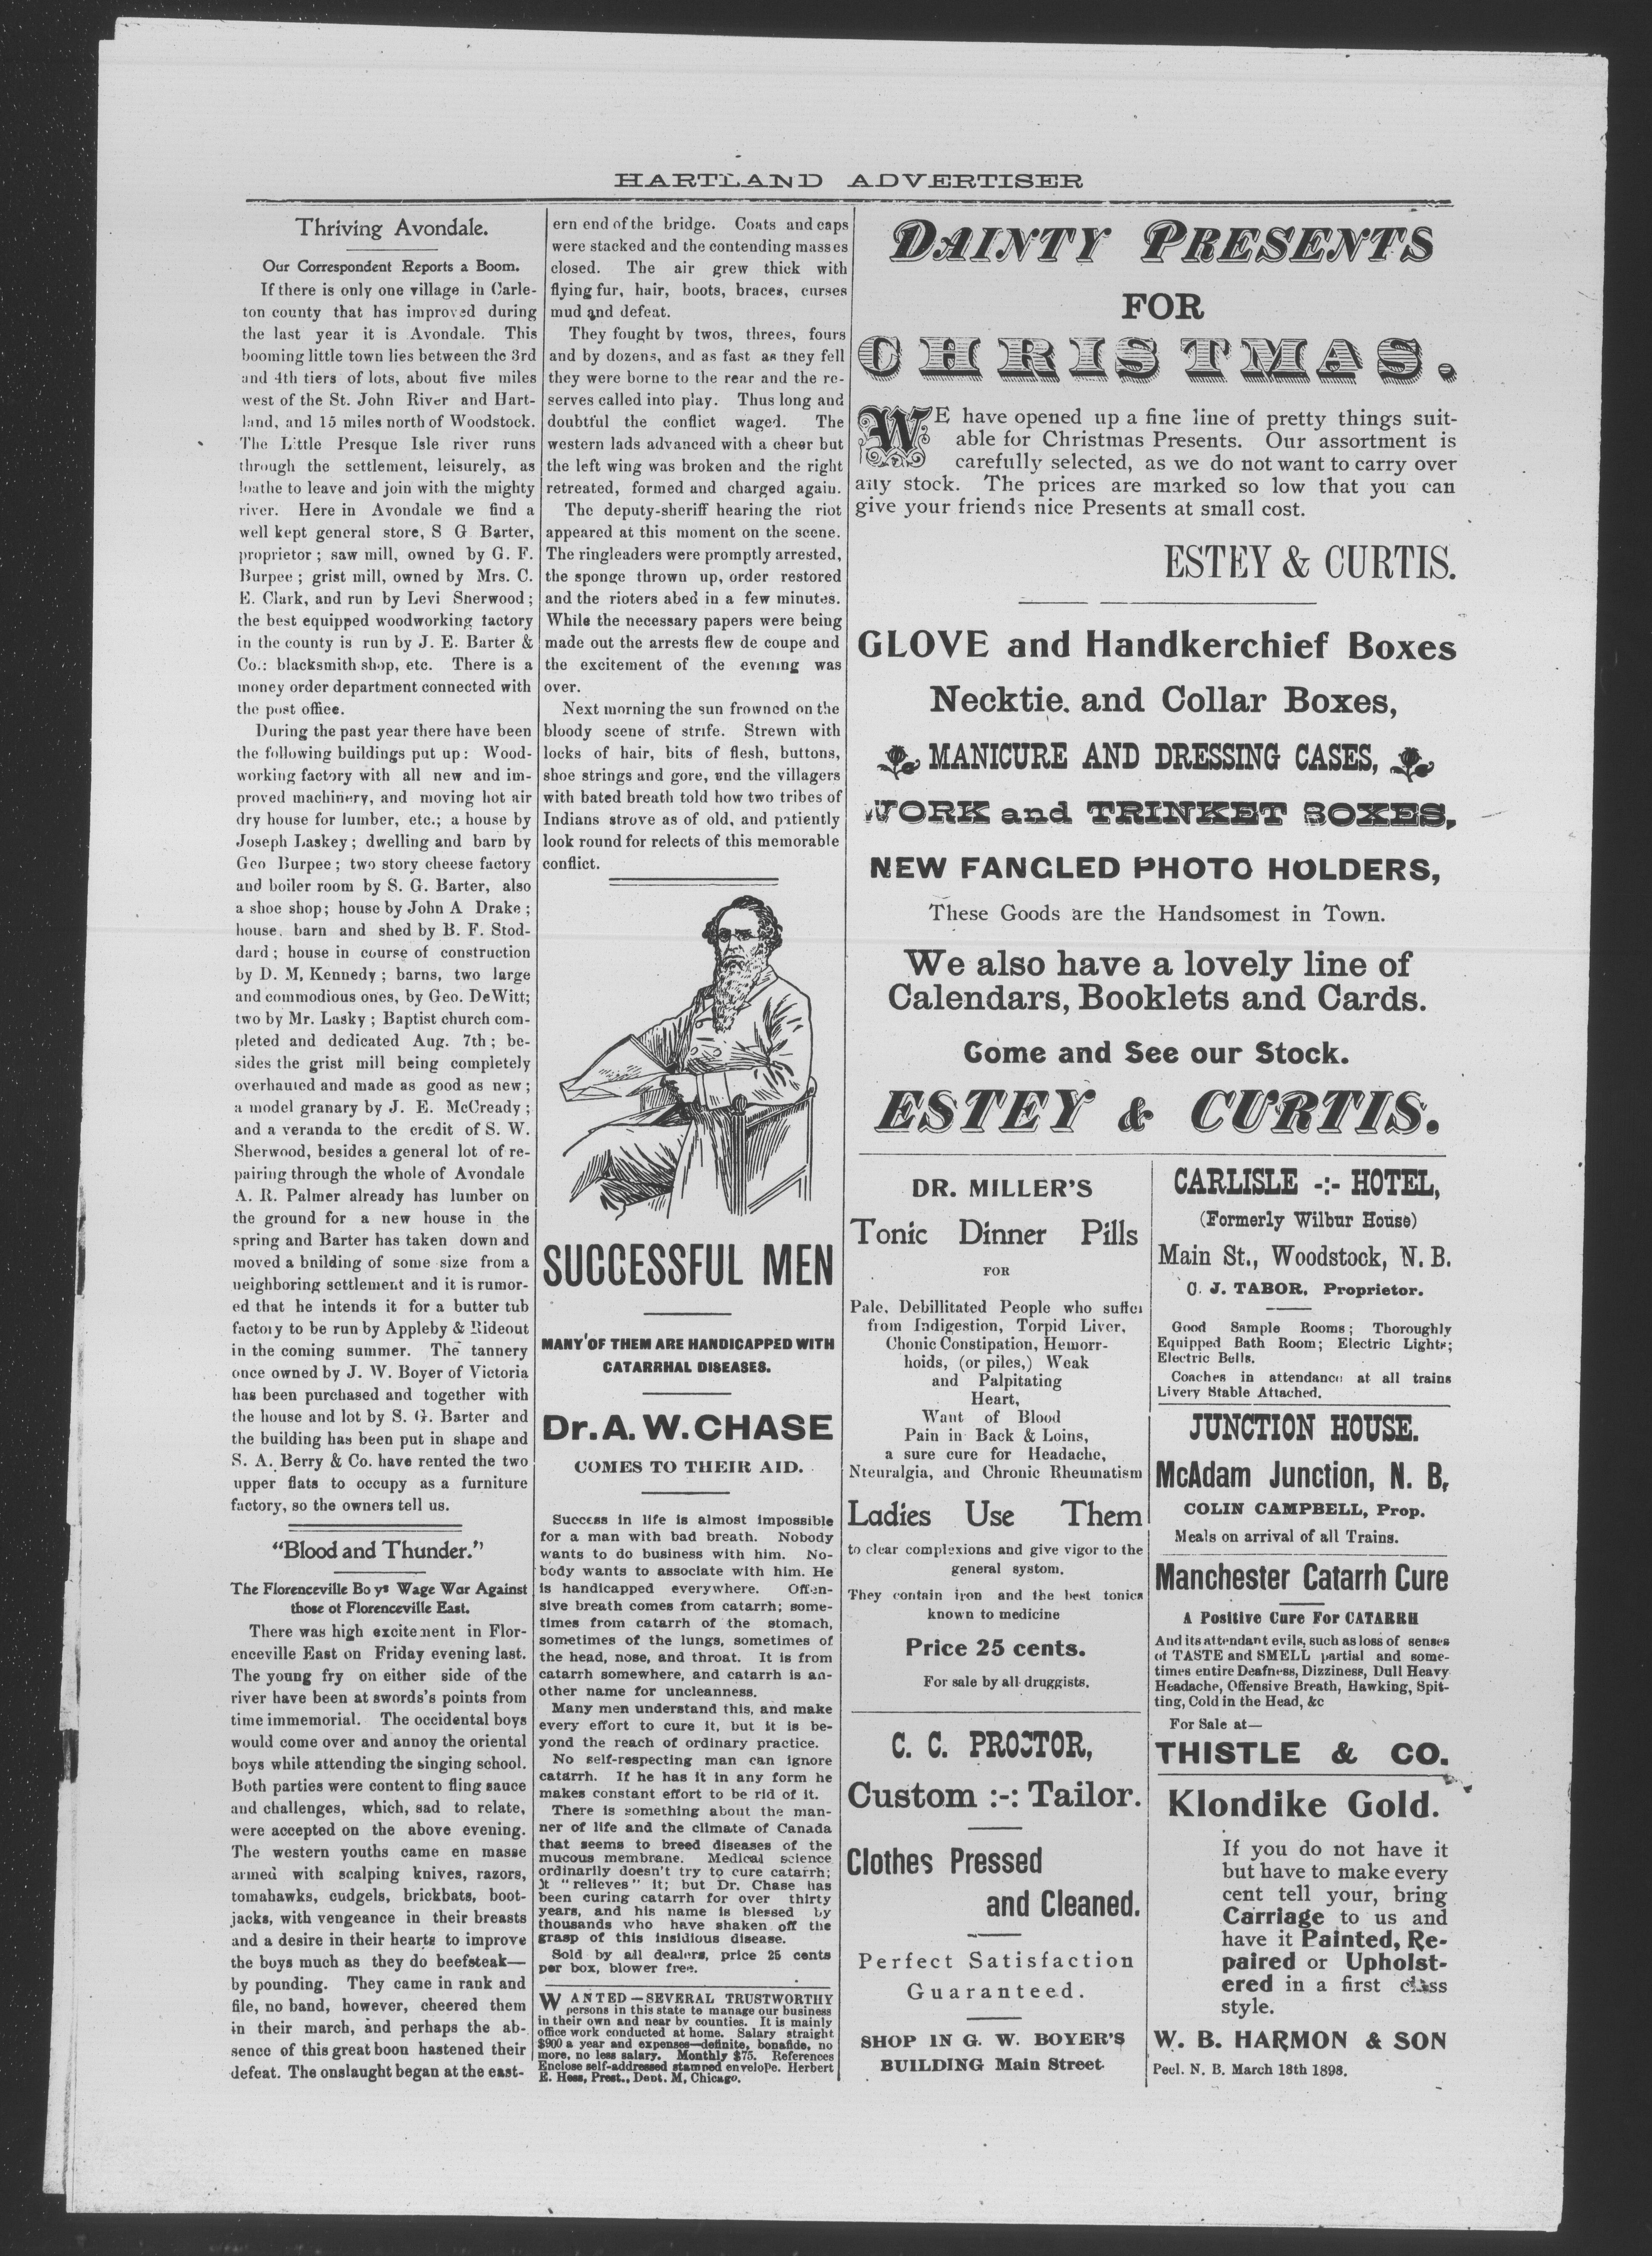 HARTLAND ADVERTISER
Thriving Avondale.
Our Correspondent Reports a Boom.
If there is only one village in Carle-
ton county that has improved during
the last year it is Avondale. This
booming little town lies between the 3rd
and 4th tiers of lots, about five miles
west of the St. John River and Hart-
land, and 15 miles north of Woodstock.
The Little Presque Isle river runs
through the settlement, leisurely, as
loathe to leave and join with the mighty
river. Here in Avondale we find a
well kept general store, S G Barter,
proprietor ; saw mill, owned by G. F.
Burpee ; grist mill, owned by Mrs. C.
E. Clark, and run by Levi Snerwood ;
the best equipped woodworking factory
in the county is run by J. E. Barter &
Co.: blacksmith shop, etc. There is a
money order department connected with
the post office.
During the past year there have been
the following buildings put up : Wood-
working factory with all new and im-
proved machinery, and moving hot air
dry house for lumber, etc.; a house by
Joseph Laskey ; dwelling and barn by
Geo Burpee ; two story cheese factory
and boiler room by S. G. Barter, also
a shoe shop; house by John A Drake ;
house, barn and shed by B. F. Stod-
dard ; house in course of construction
by D. M, Kennedy ; barns, two large
and commodious ones, by Geo. DeWitt;
two by Mr. Lasky ; Baptist church com-
pleted and dedicated Aug. 7th ; be-
sides the grist mill being completely
overhauled and made as good as new ;
a model granary by J. E. McCready ;
and a veranda to the credit of S. W.
Sherwood, besides a general lot of re-
pairing through the whole of Avondale
A. R. Palmer already has lumber on
the ground for a new house in the
spring and Barter has taken down and
moved a bnilding of some size from a
neighboring settlement and it is rumor-
ed that he intends it for a butter tub
factory to be run by Appleby & Rideout
in the coming summer. The tannery
once owned by J. W. Boyer of Victoria
has been purchased and together with
the house and lot by S. G. Barter and
the building has been put in shape and
S. A. Berry & Co. have rented the two
upper flats to occupy as a furniture
factory, so the owners tell us.
"Blood and Thunder."
The Florenceville Boys Wage War Against
those ot Florenceville East.
There was high excitement in Flor-
enceville East on Friday evening last.
The young fry on either side of the
river have been at swords's points from
time immemorial. The occidental boys
would come over and annoy the oriental
boys while attending the singing school.
Both parties were content to fling sauce
and challenges, which, sad to relate,
were accepted on the above evening.
The western youths came en masse
armed with scalping knives, razors,
tomahawks, cudgels, brickbats, boot-
jacks, with vengeance in their breasts
and a desire in their hearts to improve
the boys much as they do beefsteak—
by pounding. They came in rank and
file, no band, however, cheered them
in their march, and perhaps the ab-
sence of this great boon hastened their
defeat. The onslaught began at the east-
ern end of the bridge. Coats and caps
were stacked and the contending masses
closed. The air grew thick with
flying fur, hair, boots, braces, curses
mud and defeat.
They fought by twos, threes, fours
and by dozens, and as fast as they fell
they were borne to the rear and the re-
serves called into play. Thus long and
doubtful the conflict waged. The
western lads advanced with a cheer but
the left wing was broken and the right
retreated, formed and charged again.
The deputy-sheriff hearing the riot
appeared at this moment on the scene.
The ringleaders were promptly arrested,
the sponge thrown up, order restored
and the rioters abed in a few minutes.
While the necessary papers were being
made out the arrests flew de coupe and
the excitement of the evening was
over.
Next morning the sun frowned on the
bloody scene of strife. Strewn with
locks of hair, bits of flesh, buttons,
shoe strings and gore, and the villagers
with bated breath told how two tribes of
Indians strove as of old, and patiently
look round for relects of this memorable
conflict.
SUCCESSFUL MEN
MANY OF THEM ARE HANDICAPPED WITH
CATARRHAL DISEASES.
Dr. A. W. CHASE
COMES TO THEIR AID.
Success in life is almost impossible
for a man with bad breath. Nobody
wants to do business with him. No-
body wants to associate with him. He
is handicapped everywhere. Offen-
sive breath comes from catarrh; some-
times from catarrh of the stomach,
sometimes of the lungs, sometimes of
the head, nose, and throat. It is from
catarrh somewhere, and catarrh is an-
other name for uncleanness.
Many men understand this, and make
every effort to cure it, but it is be-
yond the reach of ordinary practice.
No self-respecting man can ignore
catarrh. If he has it in any form he
makes constant effort to be rid of it.
There is something about the man-
ner of life and the climate of Canada
that seems to breed diseases of the
mucous membrane. Medical science
ordinarily doesn't try to cure catarrh;
It "relieves" it; but Dr. Chase has
been curing catarrh for over thirty
years, and his name is blessed by
thousands who have shaken off the
grasp of this insidious disease.
Sold by all dealers, price 25 cents
per box, blower free.
WANTED—SEVERAL TRUSTWORTHY
persons in this state to manage our business
in their own and near by counties. It is mainly
office work conducted at home. Salary straight
$900 a year and expenses—definite, bonafide, no
more, no less salary. Monthly $75. References
Enclose self-addressed stamped envelope. Herbert
E. Hess, Prest., Dept. M, Chicago.
DAINTY PRESENTS
FOR
CHRISTMAS.
WE have opened up a fine line of pretty things suit-
able for Christmas Presents. Our assortment is
carefully selected, as we do not want to carry over
any stock. The prices are marked so low that you can
give your friends nice Presents at small cost.
ESTEY & CURTIS.
GLOVE and Handkerchief Boxes
Necktie. and Collar Boxes,
MANICURE AND DRESSING CASES,
WORK and TRINKET BOXES,
NEW FANGLED PHOTO HOLDERS,
These Goods are the Handsomest in Town.
We also have a lovely line of
Calendars, Booklets and Cards.
Come and See our Stock.
ESTEY & CURTIS.
DR. MILLER'S
Tonic Dinner Pills
FOR
Pale, Debillitated People who suffer
from Indigestion, Torpid Liver,
Chonic Constipation, Hemorr-
hoids, (or piles,) Weak
and Palpitating
Heart,
Want of Blood
Pain in Back & Loins,
a sure cure for Headache,
Nteuralgia, and Chronic Rheumatism
Ladies Use Them
to clear complexions and give vigor to the
general systom.
They contain iron and the best tonics
known to medicine
Price 25 cents.
For sale by all druggists.
C. C. PROCTOR,
Custom :-: Tailor.
Clothes Pressed
and Cleaned.
Perfect Satisfaction
Guaranteed.
SHOP IN G. W. BOYER'S
BUILDING Main Street.
CARLISLE -:- HOTEL,
(Formerly Wilbur House)
Main St., Woodstock, N. B.
C. J. TABOR, Proprietor.
Good Sample Rooms; Thoroughly
Equipped Bath Room; Electric Lights;
Electric Bells.
Coaches in attendance at all trains
Livery Stable Attached.
JUNCTION HOUSE.
McAdam Junction, N. B,
COLIN CAMPBELL, Prop.
Meals on arrival of all Trains.
Manchester Catarrh Cure
A Positive Cure For CATARRH
And its attendant evils, such as loss of senses
of TASTE and SMELL partial and some-
times entire Deafness, Dizziness, Dull Heavy
Headache, Offensive Breath, Hawking, Spit-
ting, Cold in the Head, &c
For Sale at—
THISTLE & CO.
Klondike Gold.
If you do not have it
but have to make every
cent tell your, bring
Carriage to us and
have it Painted, Re-
paired or Upholst-
ered in a first class
style.
W. B. HARMON & SON
Peel. N. B. March 18th 1898.